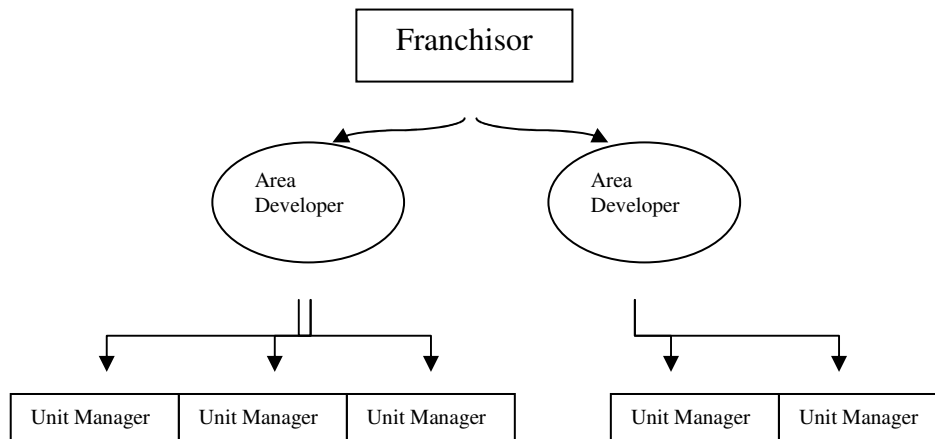 Franchisor
Area
Developer
Area
Developer
Unit Manager
Unit Manager
Unit Manager
Unit Manager
Unit Manager